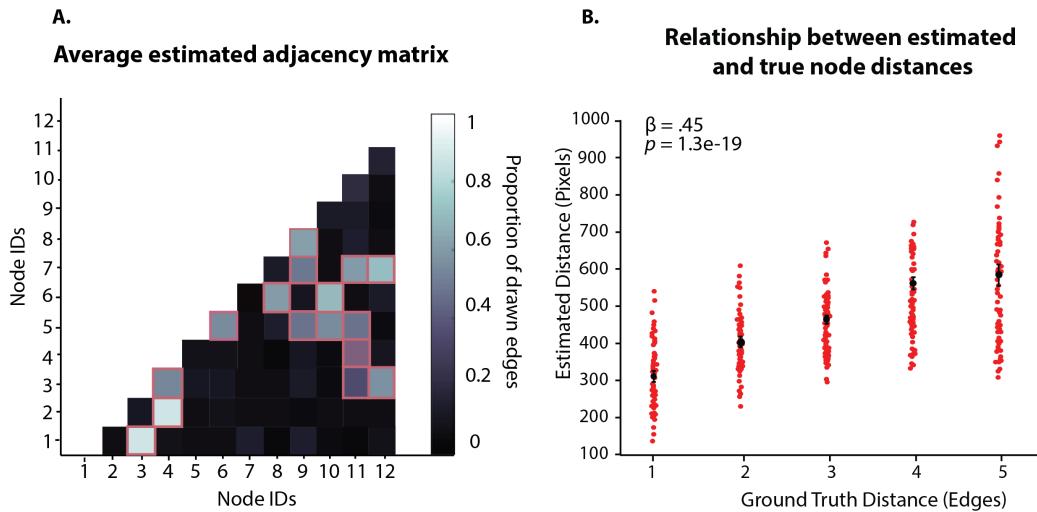 A.
Average estimated adjacency matrix
12
11
10
9
8
7
6
5
4
3
2
1
Node IDs
1 2 3 4 5 6 7 8 9 10 11 12
Node IDs
1
0.8
0.6
0.4
0.2
0
Proportion of drawn edges
B.
Relationship between estimated
and true node distances
β = .45
p = 1.3e-19
1000
900
800
700
600
500
400
300
200
100
Estimated Distance (Pixels)
1 2 3 4 5
Ground Truth Distance (Edges)